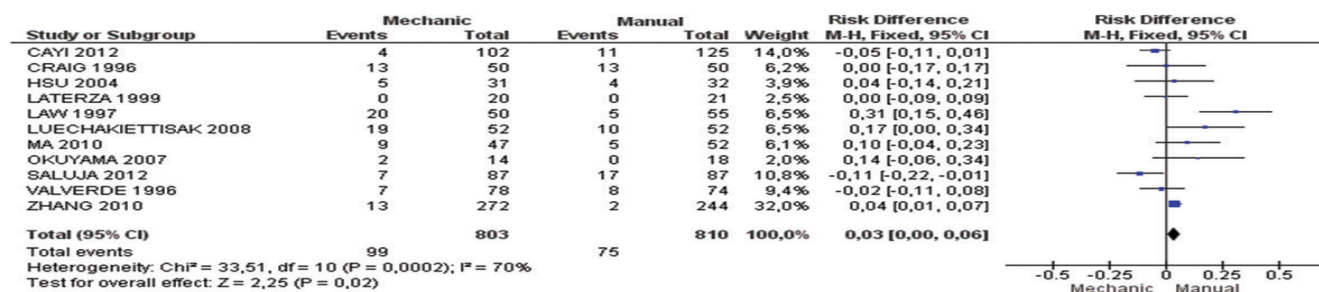 Mechanic Manual Risk Difference Risk Difference
Study or Subgroup Events Total Events Total Weight M-H, Fixed, 95% CI M-H, Fixed, 95% CI
CAYI 2012 4 102 11 125 14,0% -0,05 [-0,11, 0,01]
CRAIG 1996 13 50 13 50 6,2% 0,00 [-0,17, 0,17]
HSU 2004 5 31 4 32 3,9% 0,04 [-0,14, 0,21]
LATERZA 1999 0 20 0 21 2,5% 0,00 [-0,09, 0,09]
LAW 1997 20 50 5 55 6,5% 0,31 [0,15, 0,46]
LUECHAKIETTISAK 2008 19 52 10 52 6,5% 0,17 [0,00, 0,34]
MA 2010 9 47 5 52 6,1% 0,10 [-0,04, 0,23]
OKUYAMA 2007 2 14 0 18 2,0% 0,14 [-0,06, 0,34]
SALUJA 2012 7 87 17 87 10,8% -0,11 [-0,22, -0,01]
VALVERDE 1996 7 78 8 74 9,4% -0,02 [-0,11, 0,08]
ZHANG 2010 13 272 2 244 32,0% 0,04 [0,01, 0,07]
Total (95% CI) 803 810 100,0% 0,03 [0,00, 0,06]
Total events 99 75
Heterogeneity: Chi² = 33,51, df = 10 (P = 0,0002); I² = 70%
Test for overall effect: Z = 2,25 (P = 0,02)
-0.5 -0.25 0 0.25 0.5
Mechanic Manual